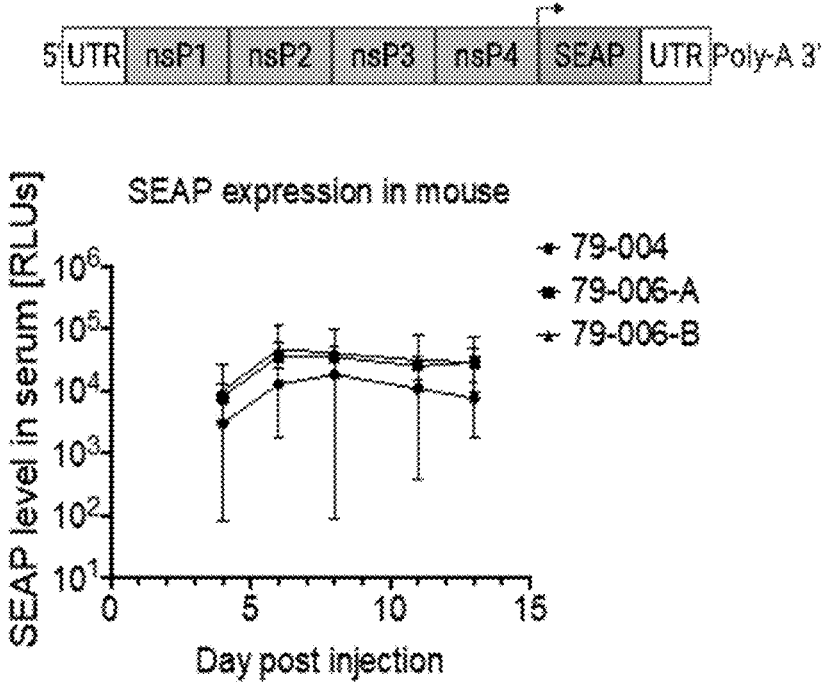 5' UTR nsP1 nsP2 nsP3 nsP4 SEAP UTR Poly-A 3'
SEAP expression in mouse
SEAP level in serum [RLUs]
10^6
10^5
10^4
10^3
10^2
10^1
0 5 10 15
Day post injection
79-004
79-006-A
79-006-B